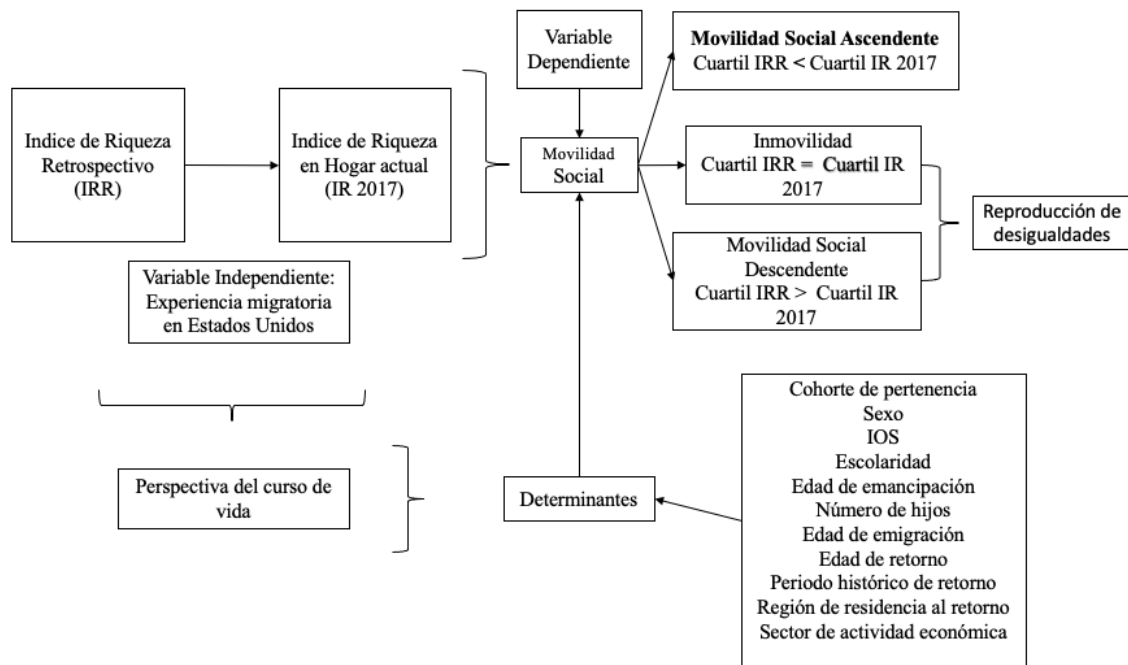 Variable
Dependiente
Movilidad Social Ascendente
Cuartil IRR < Cuartil IR 2017
Indice de Riqueza
Retrospectivo
(IRR)
Indice de Riqueza
en Hogar actual
(IR 2017)
Movilidad
Social
Inmovilidad
Cuartil IRR = Cuartil IR
2017
Reproducción de
desigualdades
Movilidad Social
Descendente
Cuartil IRR > Cuartil IR
2017
Variable Independiente:
Experiencia migratoria
en Estados Unidos
Perspectiva del curso de
vida
Determinantes
Cohorte de pertenencia
Sexo
IOS
Escolaridad
Edad de emancipación
Número de hijos
Edad de emigración
Edad de retorno
Periodo histórico de retorno
Región de residencia al retorno
Sector de actividad económica